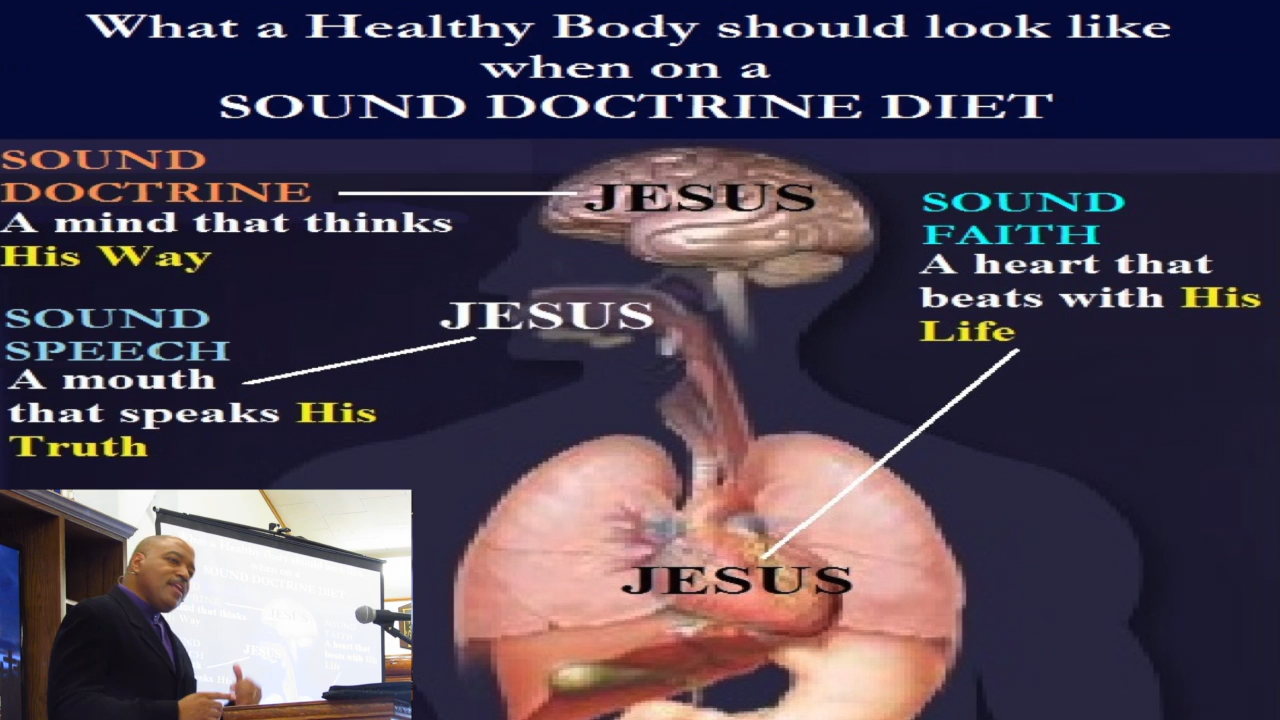 What a Healthy Body should look like
when on a
SOUND DOCTRINE DIET
SOUND
DOCTRINE
A mind that thinks
His Way
SOUND
SPEECH
A mouth
that speaks His
Truth
JESUS
JESUS
SOUND
FAITH
A heart that
beats with His
Life
JESUS
SOUND DOCTRINE DIET
JESUS
JESUS